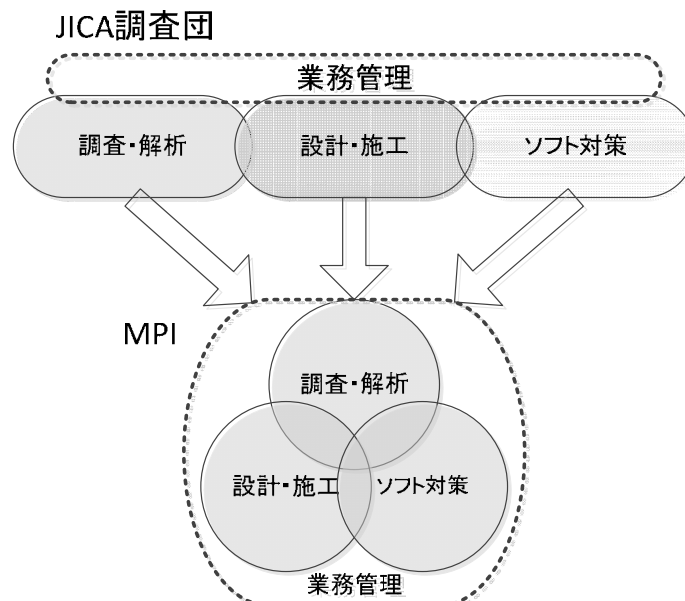 JICA調査団
業務管理
調査・解析
設計・施工
ソフト対策
MPI
調査・解析
設計・施工
ソフト対策
業務管理